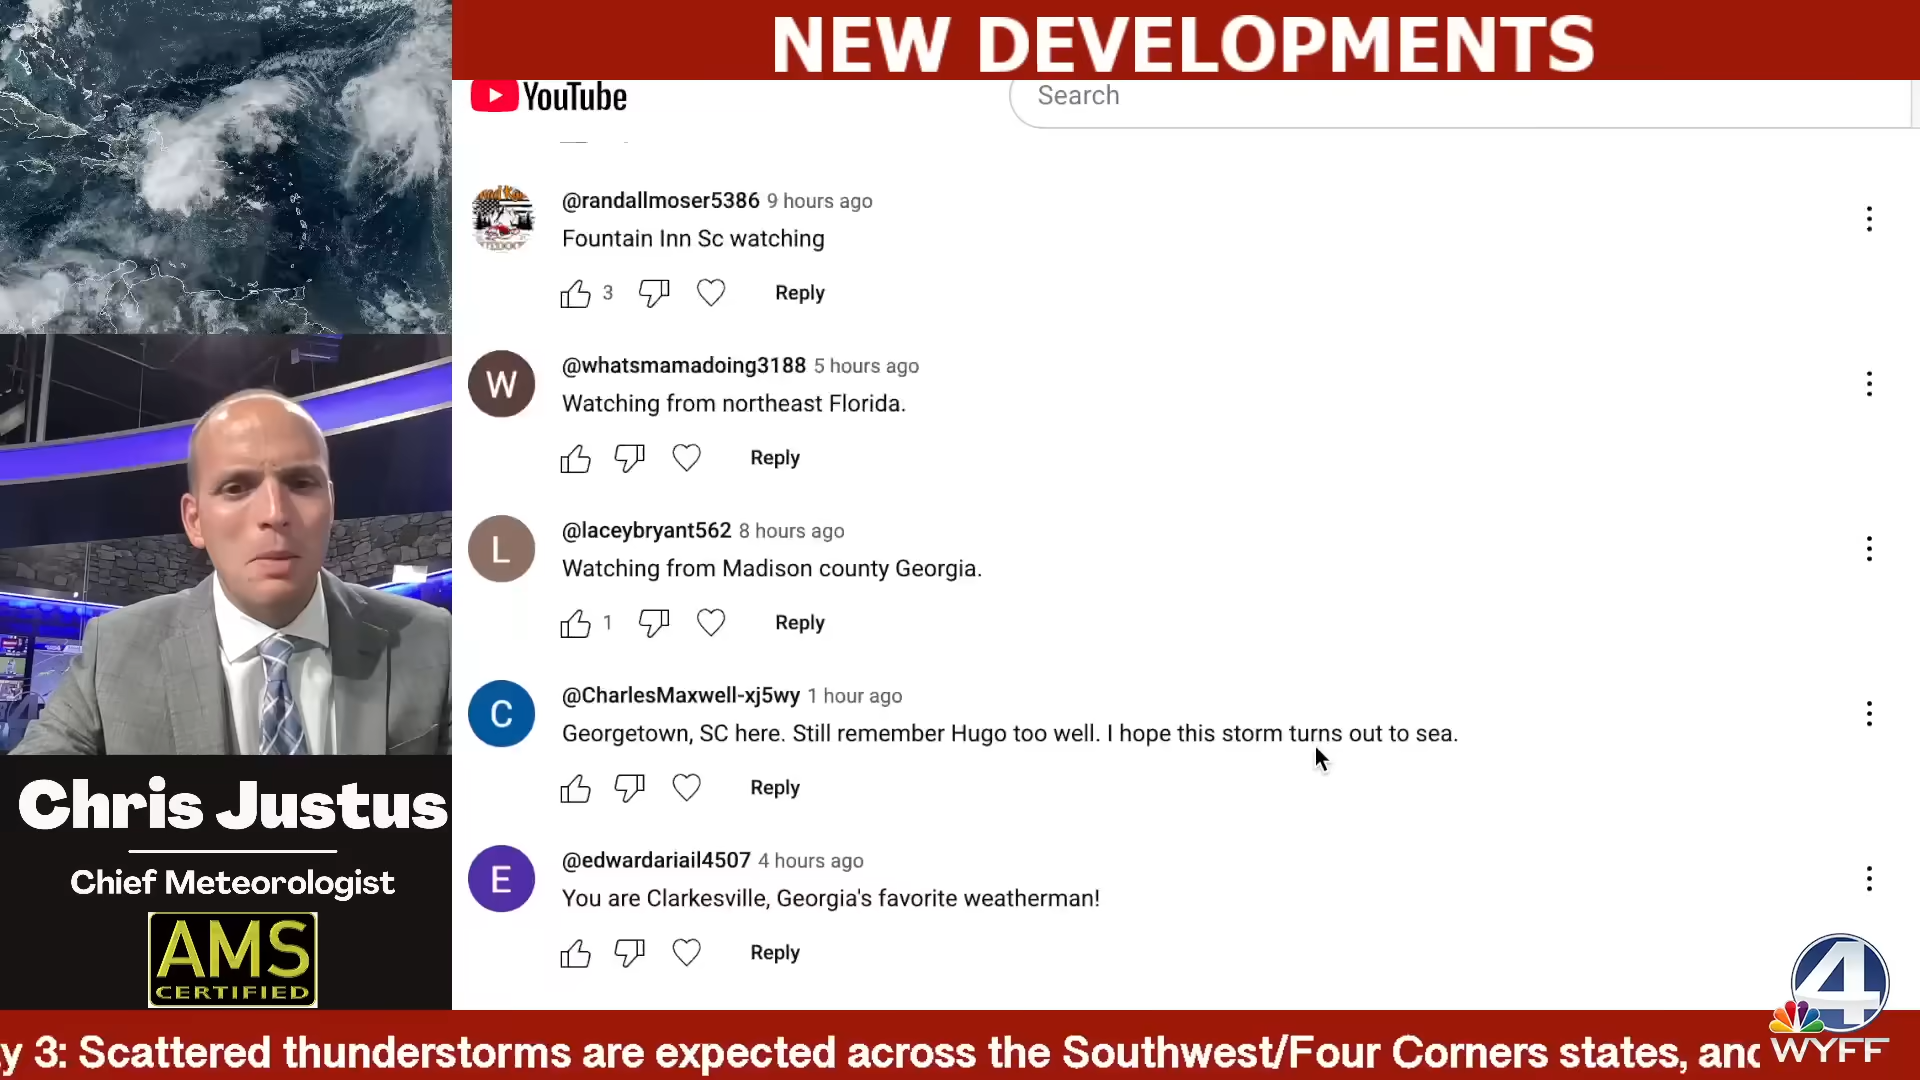 NEW DEVELOPMENTS
YouTube
Search
@randallmoser5386 9 hours ago
Fountain Inn Sc watching
3 Reply
W
@whatsmamadoing3188 5 hours ago
Watching from northeast Florida.
Reply
L
@laceybryant562 8 hours ago
Watching from Madison county Georgia.
1 Reply
C
@CharlesMaxwell-xj5wy 1 hour ago
Georgetown, SC here. Still remember Hugo too well. I hope this storm turns out to sea.
Reply
E
@edwardariail4507 4 hours ago
You are Clarkesville, Georgia's favorite weatherman!
Reply
Chris Justus
Chief Meteorologist
AMS
CERTIFIED
4
WYFF
y 3: Scattered thunderstorms are expected across the Southwest/Four Corners states, and